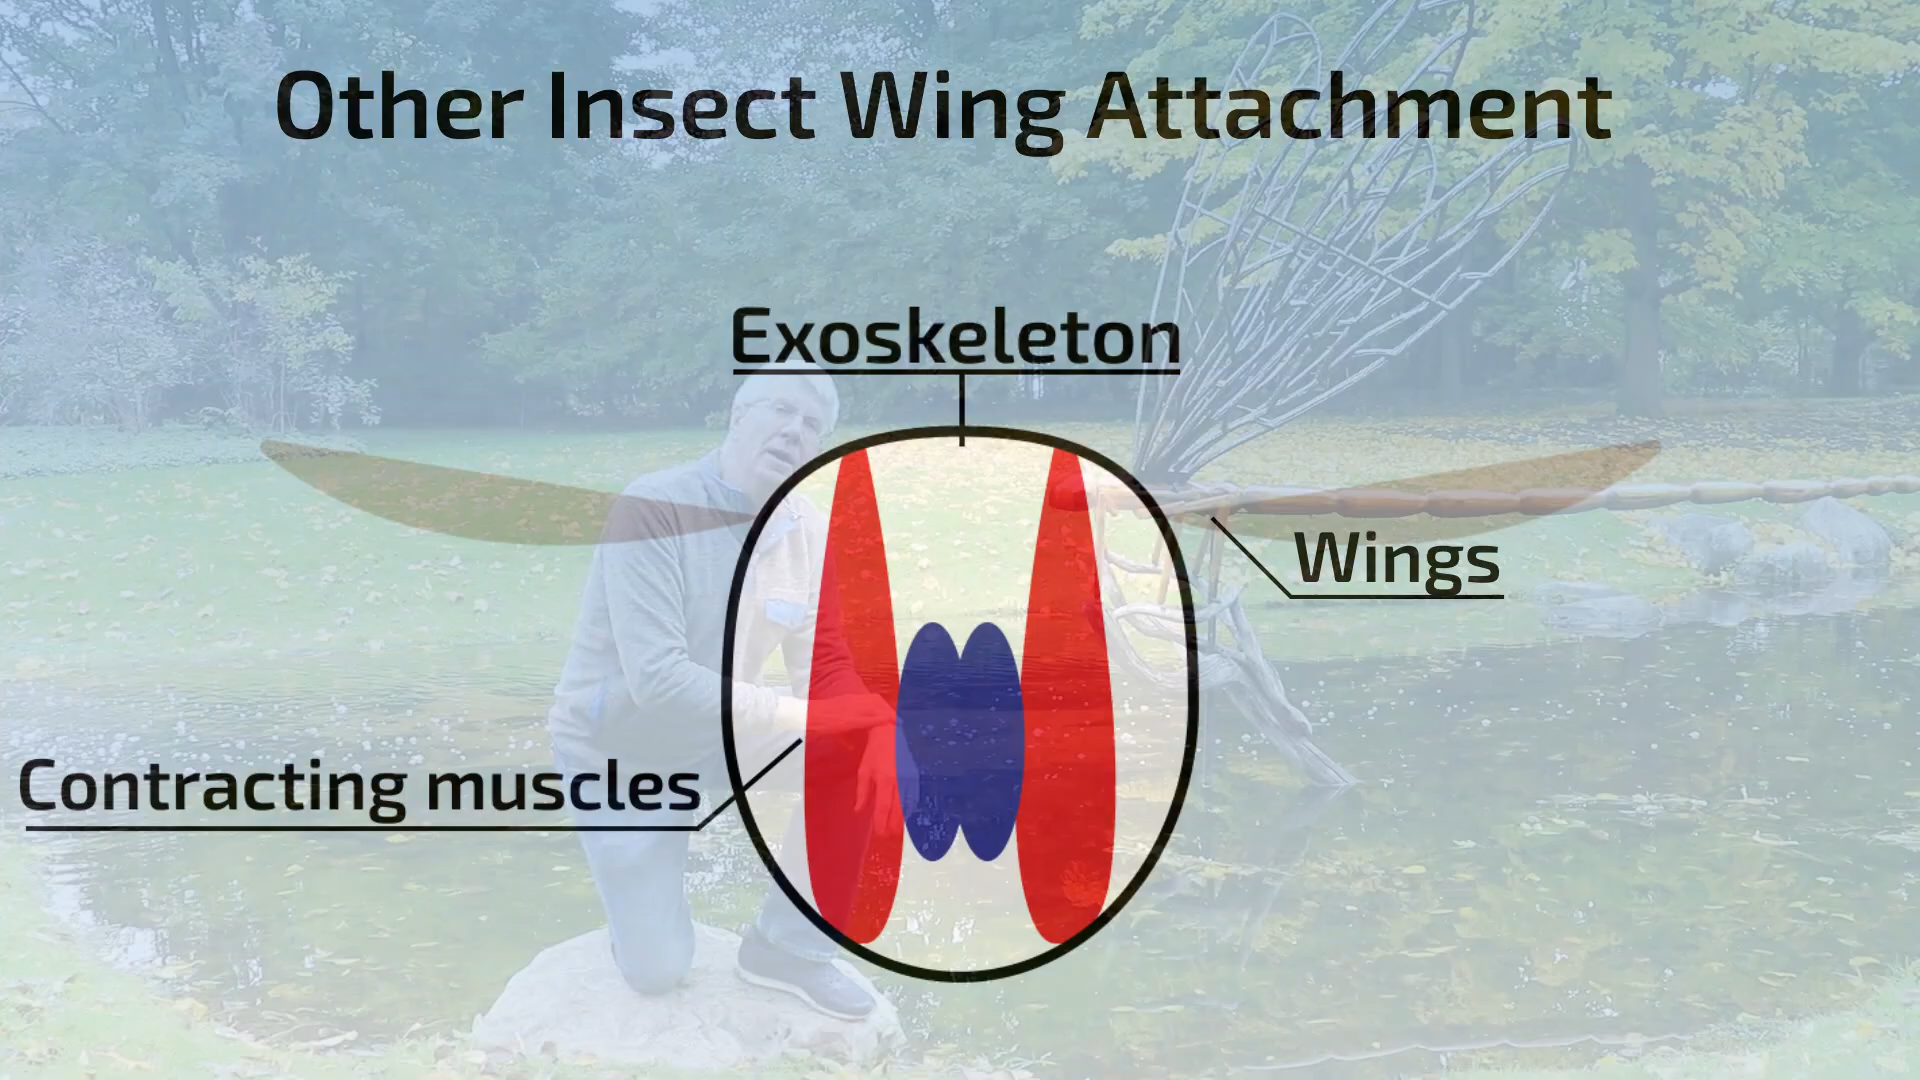 Other Insect Wing Attachment
Exoskeleton
Wings
Contracting muscles